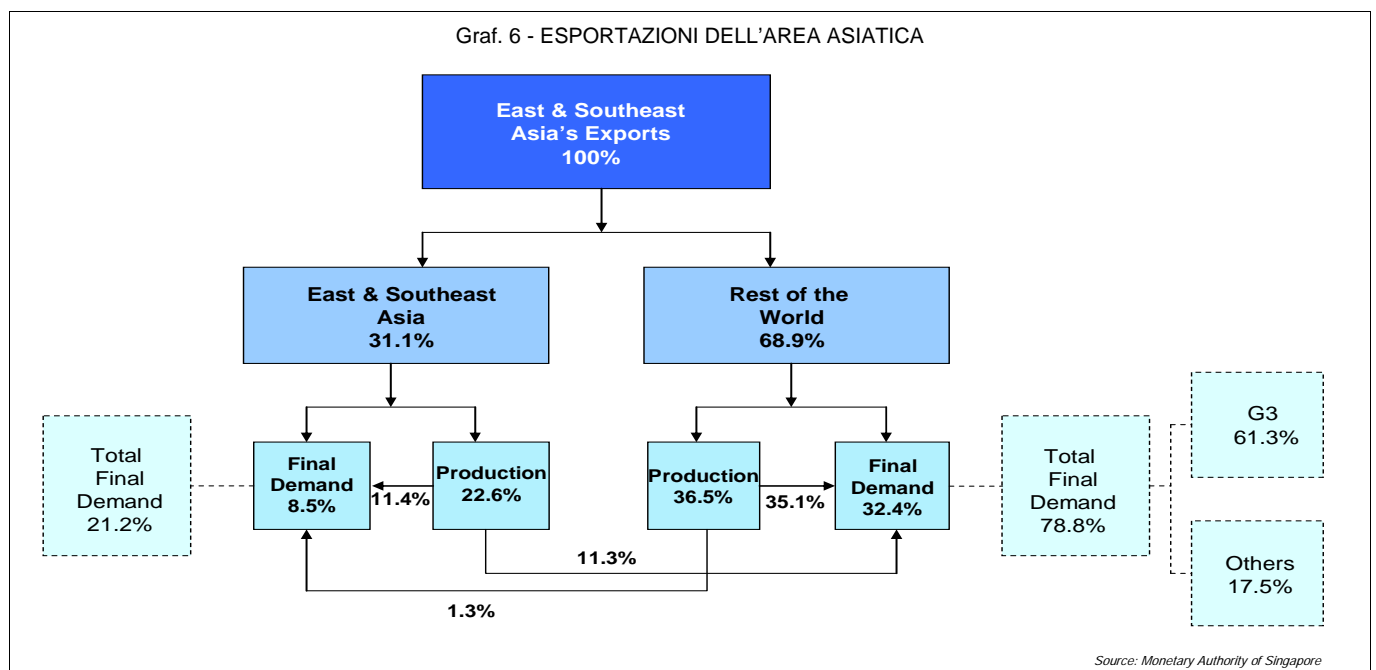 Graf. 6 - ESPORTAZIONI DELL'AREA ASIATICA
East & Southeast
Asia's Exports
100%
East & Southeast
Asia
31.1%
Rest of the
World
68.9%
Total
Final
Demand
21.2%
Final
Demand
8.5%
11.4%
Production
22.6%
Production
36.5%
35.1%
Final
Demand
32.4%
Total
Final
Demand
78.8%
G3
61.3%
Others
17.5%
11.3%
1.3%
Source: Monetary Authority of Singapore